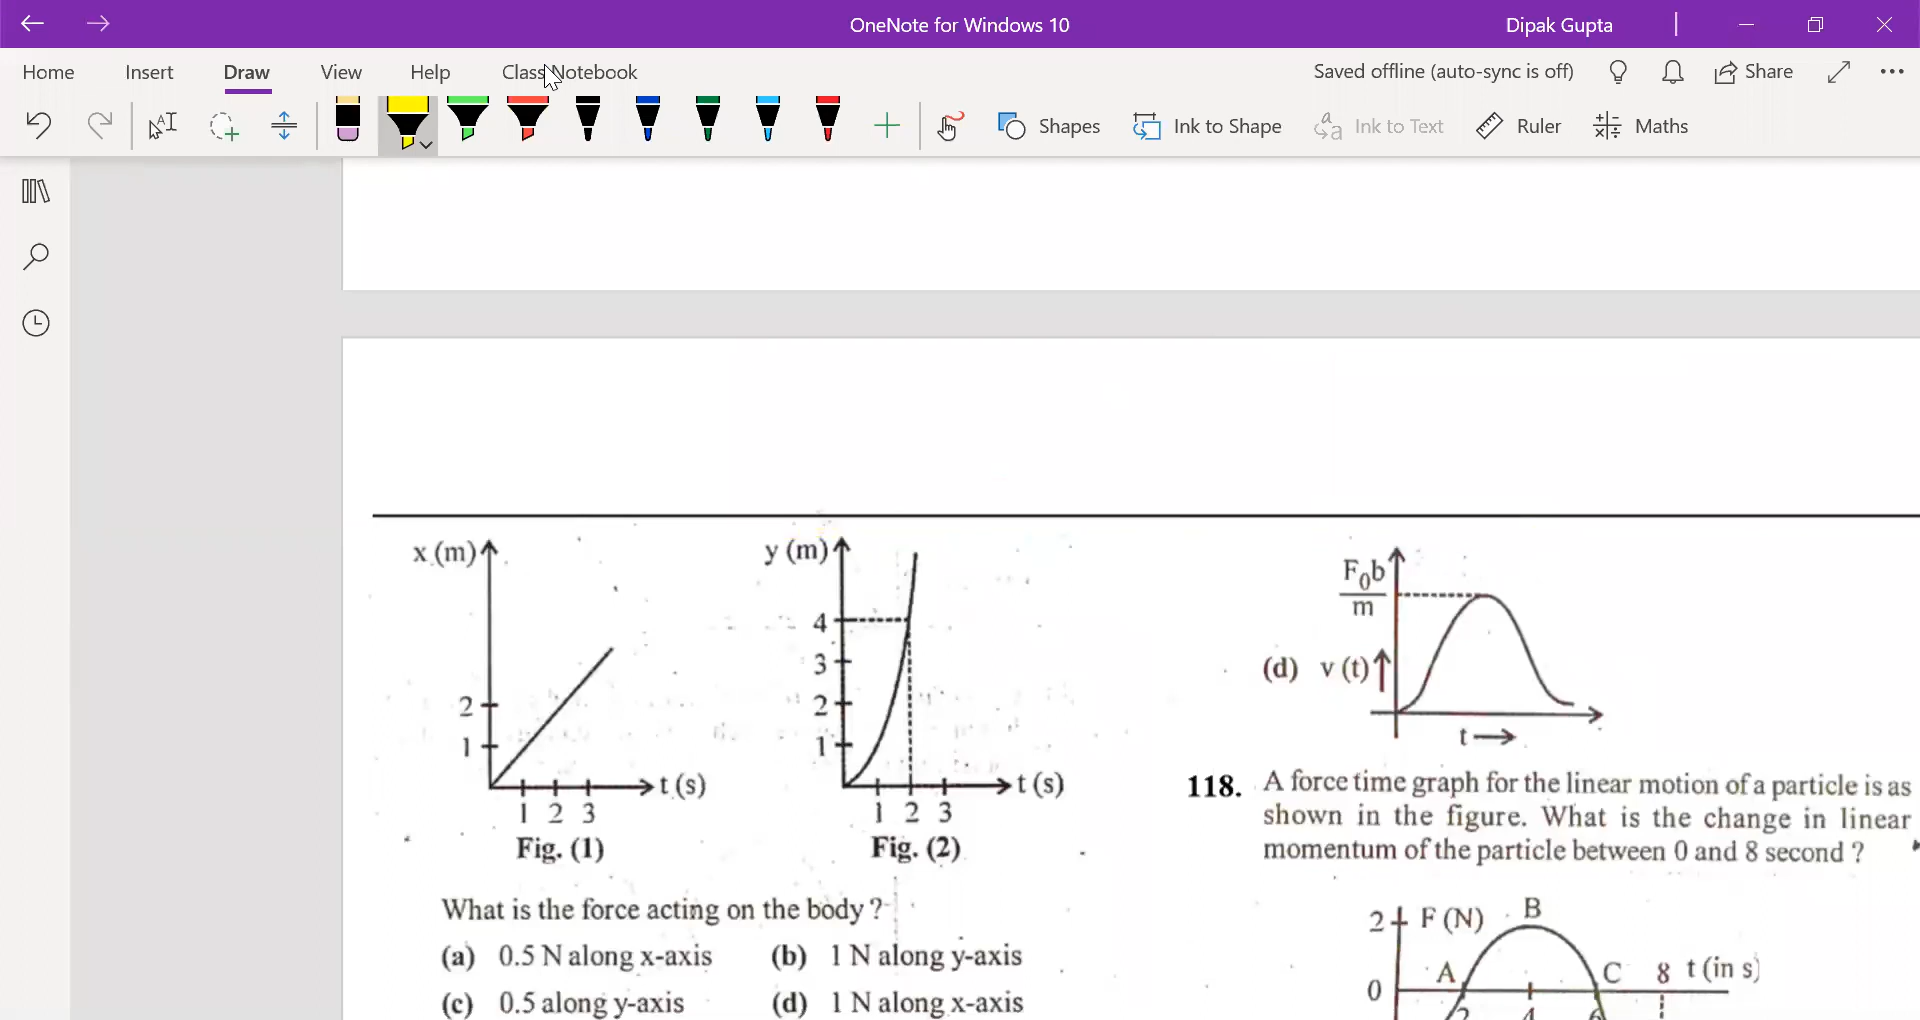 OneNote for Windows 10
Dipak Gupta
Home Insert Draw View Help Class Notebook
Saved offline (auto-sync is off) Share
Shapes Ink to Shape Ink to Text Ruler Maths
x (m)
2
1
1 2 3
t (s)
Fig. (1)
y (m)
4
3
2
1
1 2 3
t (s)
Fig. (2)
What is the force acting on the body ?
(a) 0.5 N along x-axis (b) 1 N along y-axis
(c) 0.5 along y-axis (d) 1 N along x-axis
F₀b
m
(d) v (t)
t
118. A force time graph for the linear motion of a particle is as
shown in the figure. What is the change in linear
momentum of the particle between 0 and 8 second ?
2 F (N) B
A C 8 t (in s)
0
2 4 6